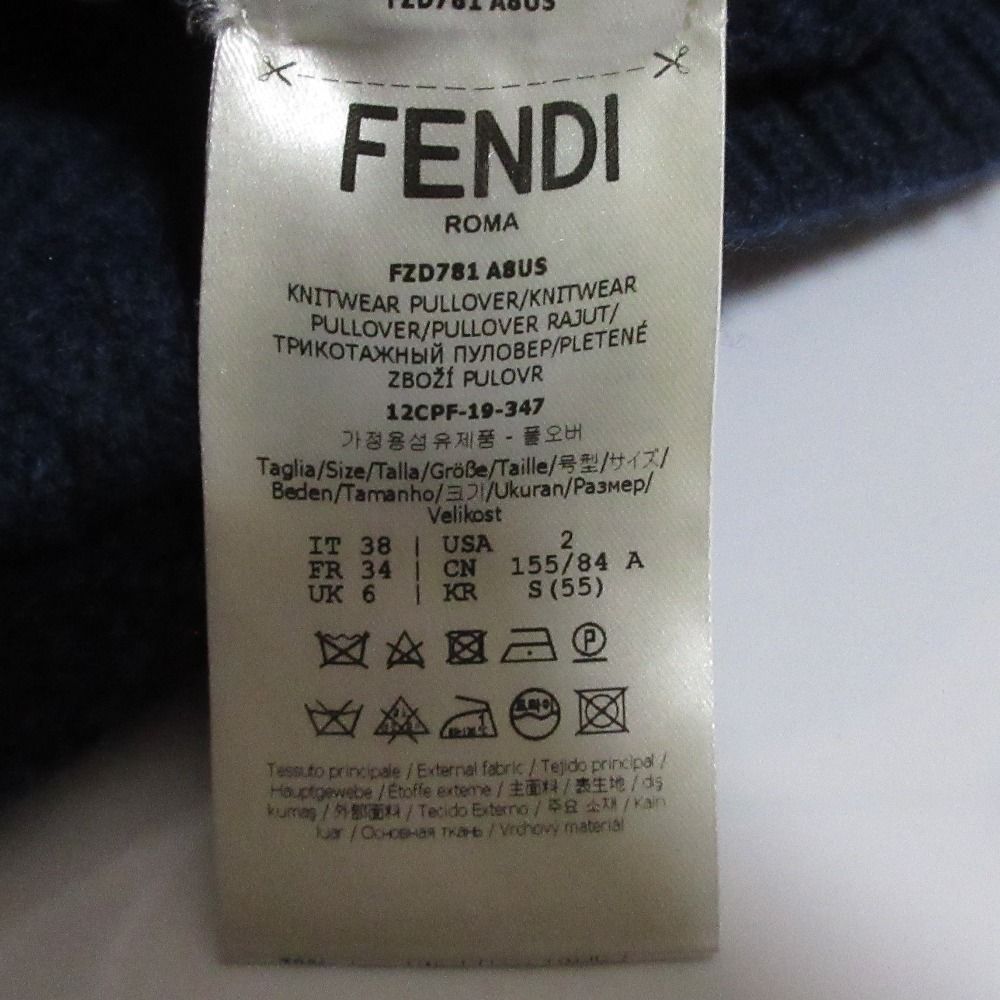 FZD781 A8US
FENDI
ROMA
FZD781 A8US
KNITWEAR PULLOVER/KNITWEAR
PULLOVER/PULLOVER RAJUT/
ТРИКОТАЖНЫЙ ПУЛОВЕР/PLETENÉ
ZBOŽÍ PULOVR
12CPF-19-347
가정용섬유제품 - 풀오버
Taglia/Size/Talla/Größe/Taille/号型/サイズ/
Beden/Tamanho/크기/Ukuran/Размер/
Velikost
IT 38 | USA 2
FR 34 | CN 155/84 A
UK 6 | KR S(55)
P
Tessuto principale / External fabric / Tejido principal /
Hauptgewebe / Étoffe externe / 主面料 / 表生地 / dış
kumaş / 外部面料 / Tecido Externo / 주요 소재 / Kain
luar / Основная ткань / Vrchový materiál